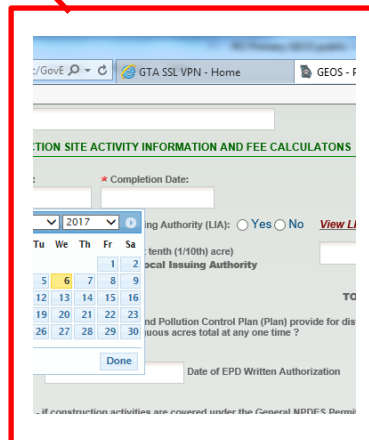 :/GovE
GTA SSL VPN - Home
GEOS - P
CTION SITE ACTIVITY INFORMATION AND FEE CALCULATONS
:
* Completion Date:
2017
ing Authority (LIA): Yes No View LI
Tu We Th Fr Sa
1 2
tenth (1/10th) acre)
ocal Issuing Authority
5 6 7 8 9
12 13 14 15 16
TO
19 20 21 22 23
nd Pollution Control Plan (Plan) provide for dis
26 27 28 29 30
uous acres total at any one time ?
Done
Date of EPD Written Authorization
- if construction activities are covered under the General NPDES Permi